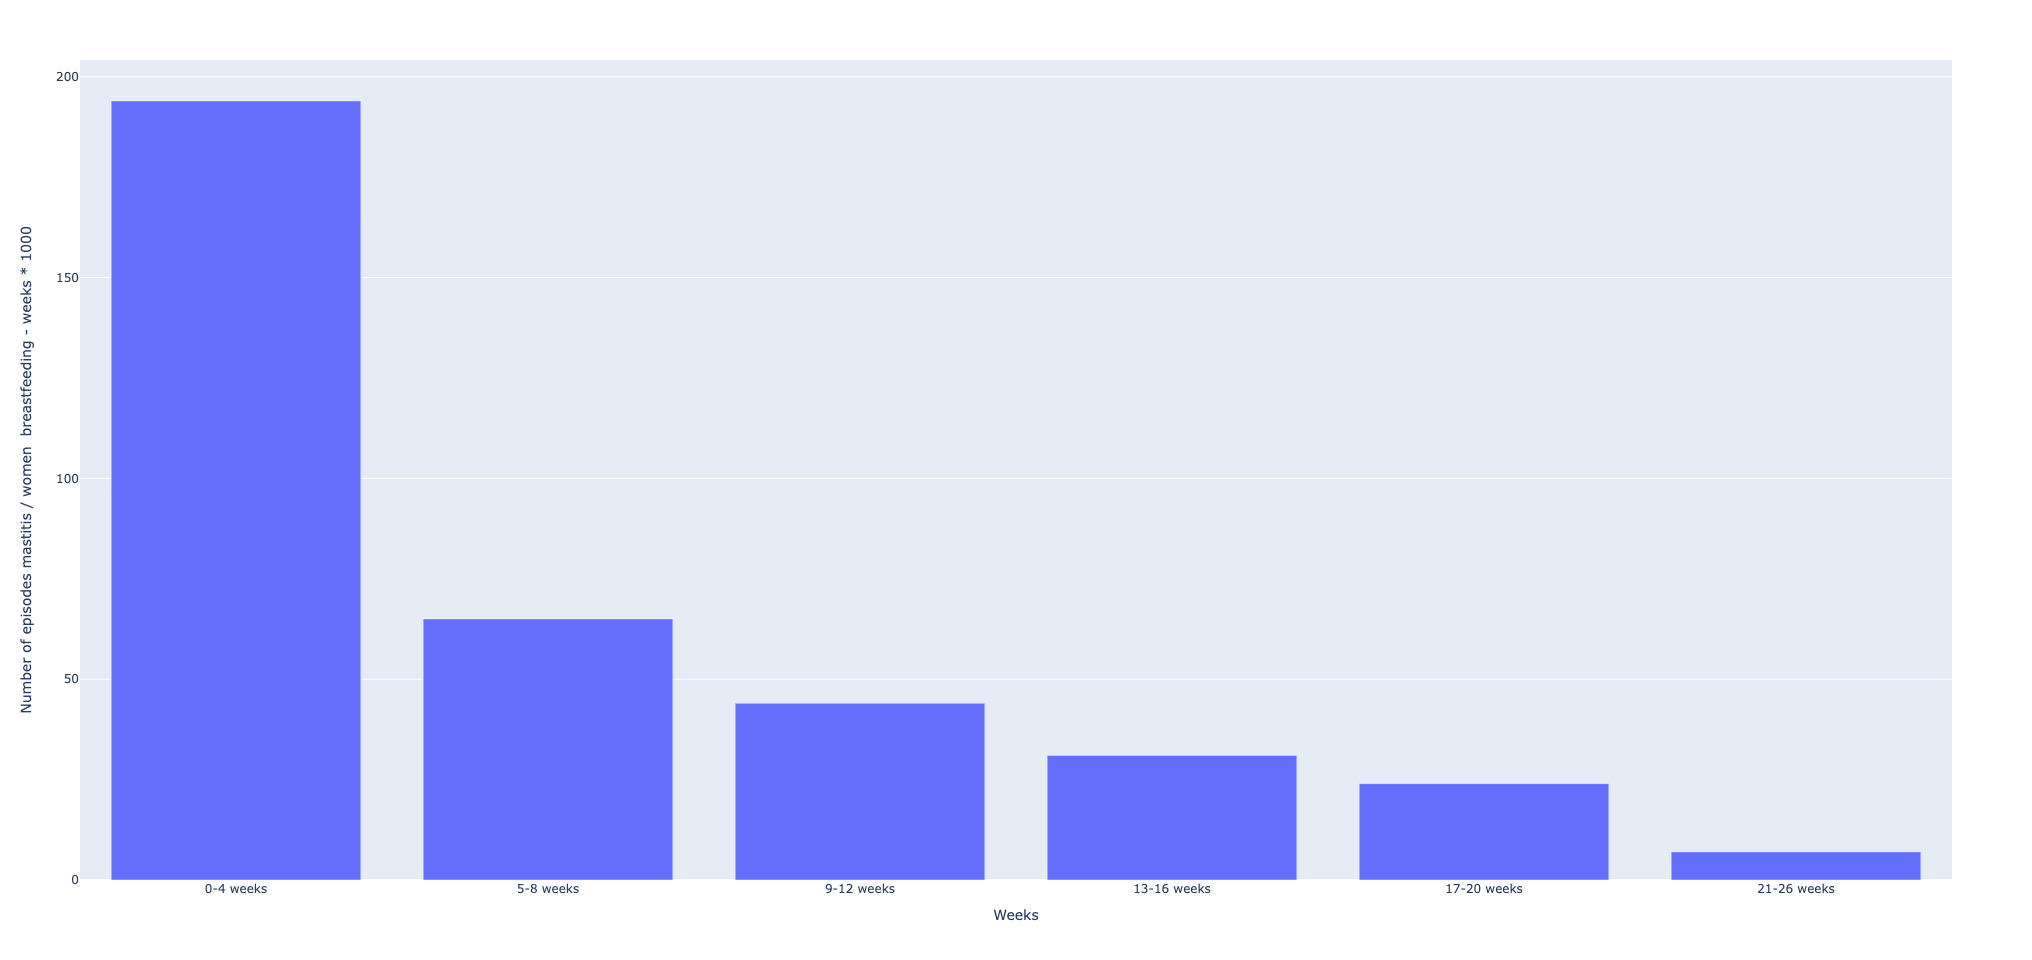 Number of episodes mastitis / women  breastfeeding - weeks * 1000
200
150
100
50
0
0-4 weeks
5-8 weeks
9-12 weeks
13-16 weeks
17-20 weeks
21-26 weeks
Weeks